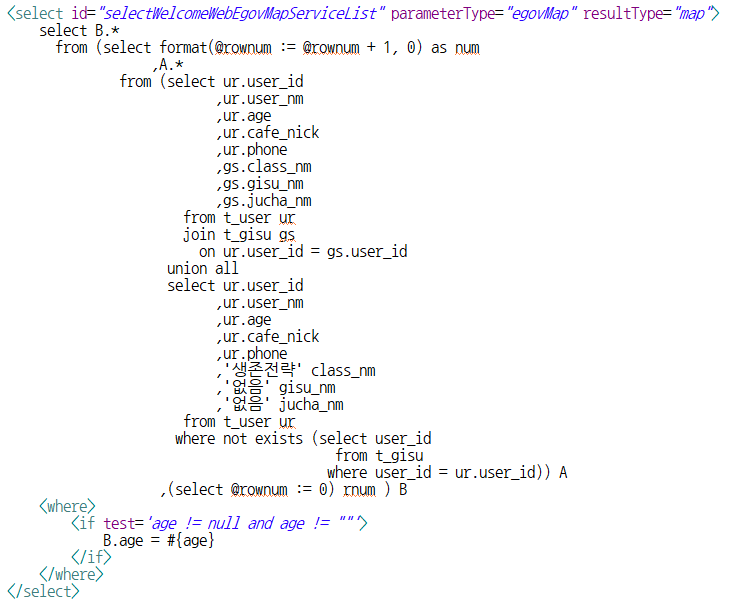 <select id="selectWelcomeWebEgovMapServiceList" parameterType="egovMap" resultType="map">
select B.*
from (select format(@rownum := @rownum + 1, 0) as num
,A.*
from (select ur.user_id
,ur.user_nm
,ur.age
,ur.cafe_nick
,ur.phone
,gs.class_nm
,gs.gisu_nm
,gs.jucha_nm
from t_user ur
join t_gisu gs
on ur.user_id = gs.user_id
union all
select ur.user_id
,ur.user_nm
,ur.age
,ur.cafe_nick
,ur.phone
,'생존전략' class_nm
,'없음' gisu_nm
,'없음' jucha_nm
from t_user ur
where not exists (select user_id
from t_gisu
where user_id = ur.user_id)) A
,(select @rownum := 0) rnum ) B
<where>
<if test='age != null and age != ""'>
B.age = #{age}
</if>
</where>
</select>